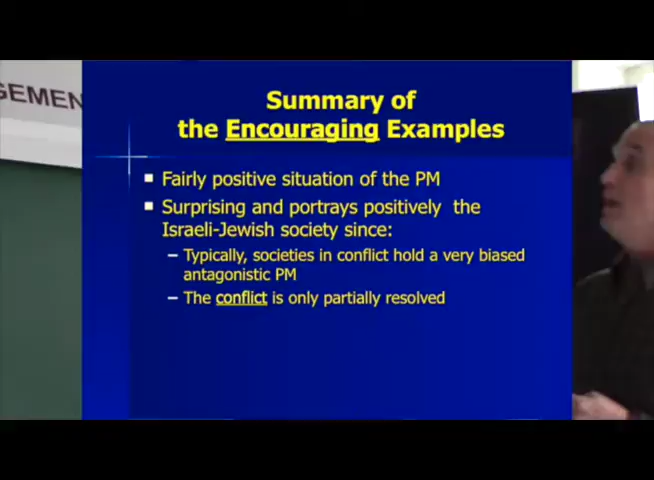 GEMEN
Summary of
the Encouraging Examples
Fairly positive situation of the PM
Surprising and portrays positively the
Israeli-Jewish society since:
– Typically, societies in conflict hold a very biased
antagonistic PM
– The conflict is only partially resolved